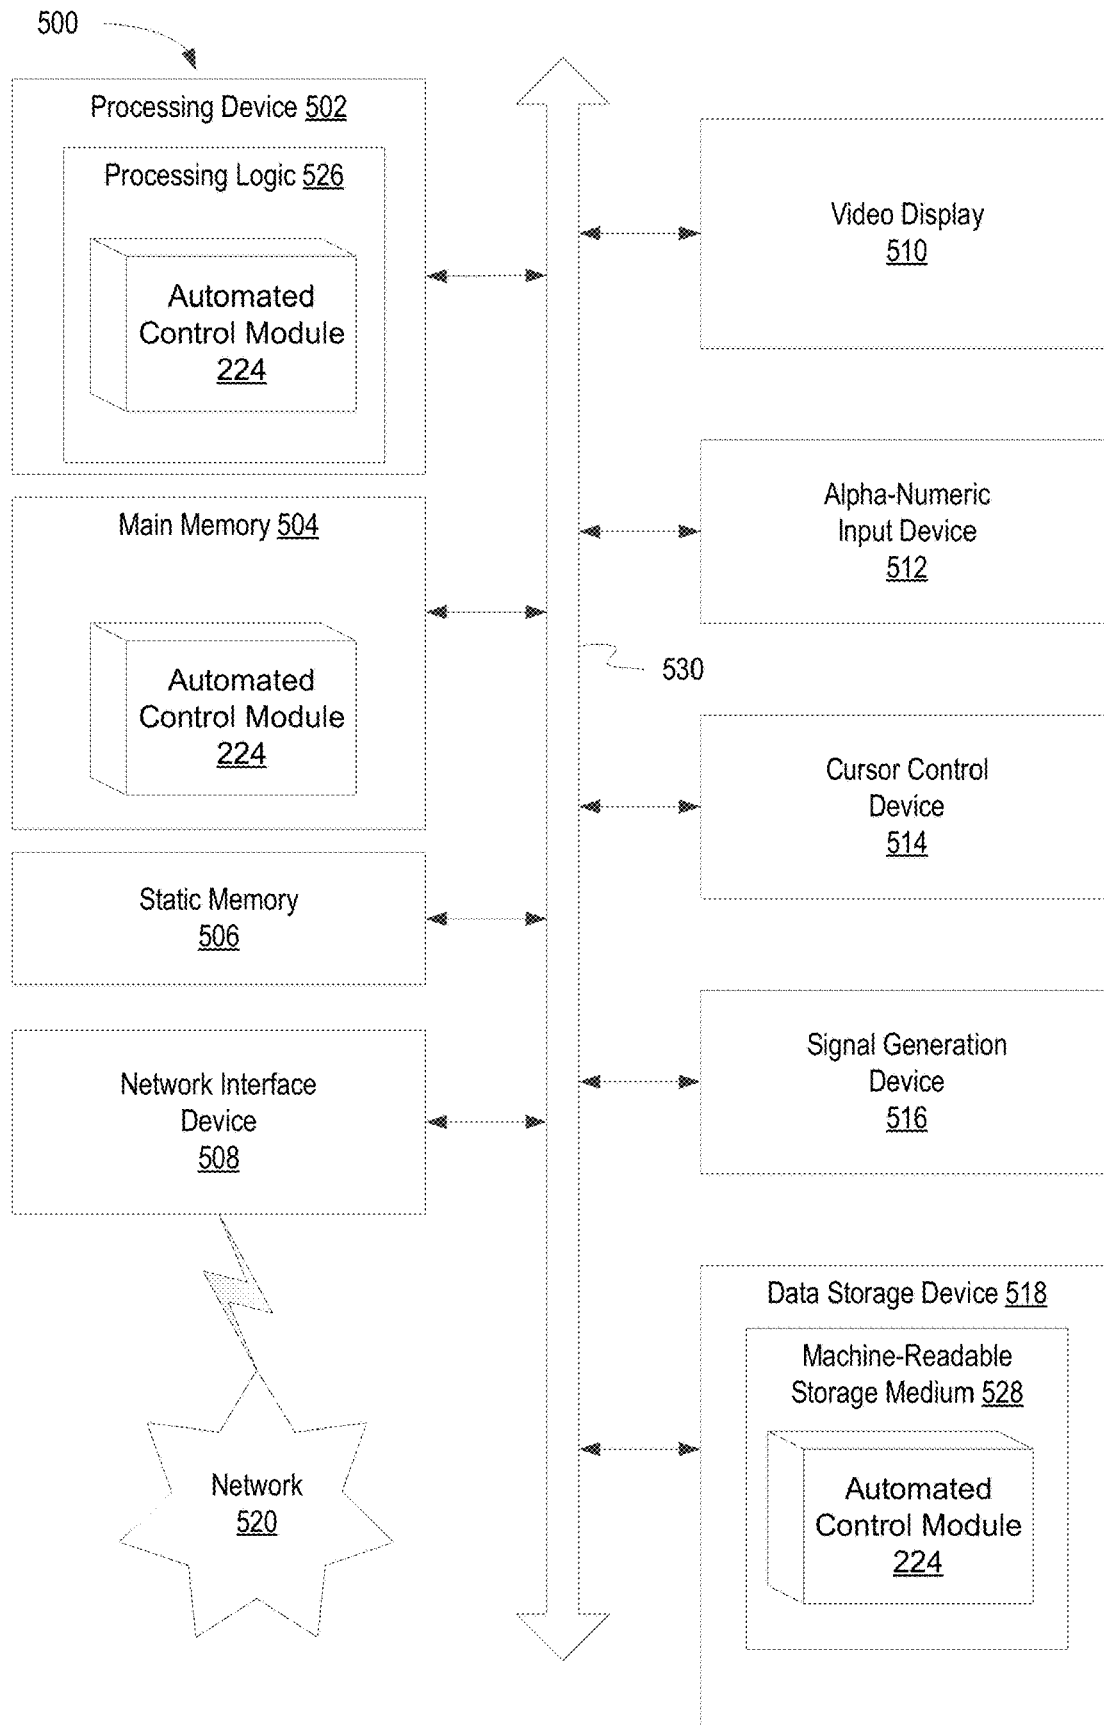 500
Processing Device 502
Processing Logic 526
Automated
Control Module
224
Main Memory 504
Automated
Control Module
224
Static Memory
506
Network Interface
Device
508
Network
520
530
Video Display
510
Alpha-Numeric
Input Device
512
Cursor Control
Device
514
Signal Generation
Device
516
Data Storage Device 518
Machine-Readable
Storage Medium 528
Automated
Control Module
224